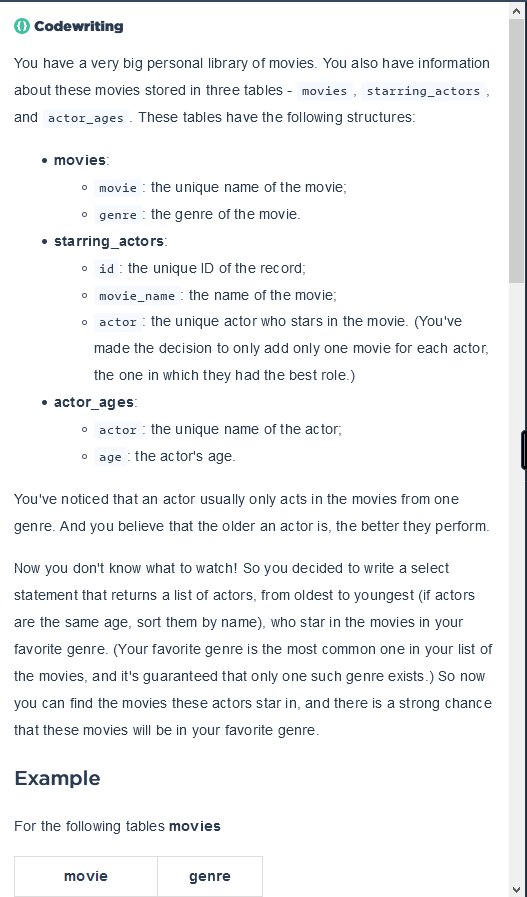 Codewriting
You have a very big personal library of movies. You also have information
about these movies stored in three tables - movies , starring_actors ,
and actor_ages . These tables have the following structures:
• movies:
◦ movie : the unique name of the movie;
◦ genre : the genre of the movie.
• starring_actors:
◦ id : the unique ID of the record;
◦ movie_name : the name of the movie;
◦ actor : the unique actor who stars in the movie. (You've
made the decision to only add only one movie for each actor,
the one in which they had the best role.)
• actor_ages:
◦ actor : the unique name of the actor;
◦ age : the actor's age.
You've noticed that an actor usually only acts in the movies from one
genre. And you believe that the older an actor is, the better they perform.
Now you don't know what to watch! So you decided to write a select
statement that returns a list of actors, from oldest to youngest (if actors
are the same age, sort them by name), who star in the movies in your
favorite genre. (Your favorite genre is the most common one in your list of
the movies, and it's guaranteed that only one such genre exists.) So now
you can find the movies these actors star in, and there is a strong chance
that these movies will be in your favorite genre.
Example
For the following tables movies
movie genre